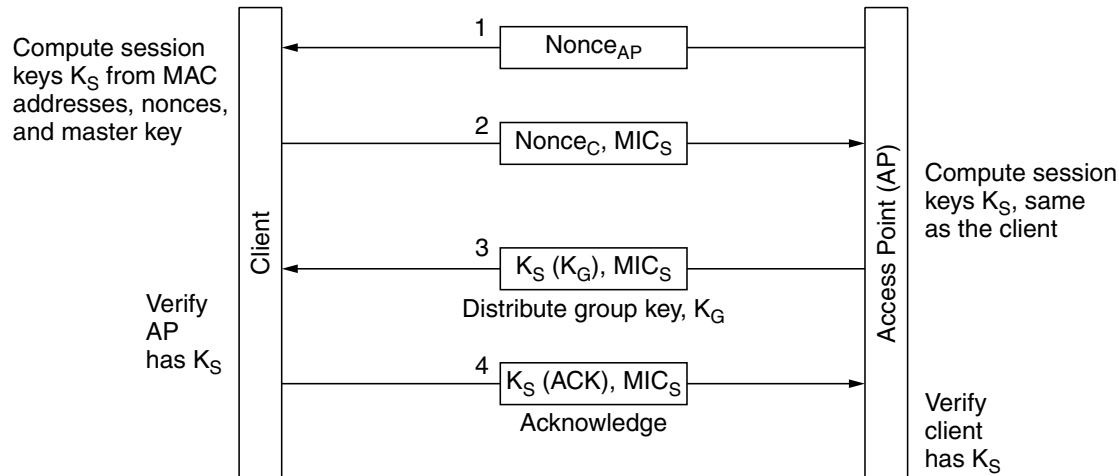 1
Nonce_AP
Compute session
keys K_S from MAC
addresses, nonces,
and master key
2
Nonce_C, MIC_S
Client
Access Point (AP)
Compute session
keys K_S, same
as the client
3
K_S (K_G), MIC_S
Distribute group key, K_G
Verify
AP
has K_S
4
K_S (ACK), MIC_S
Acknowledge
Verify
client
has K_S